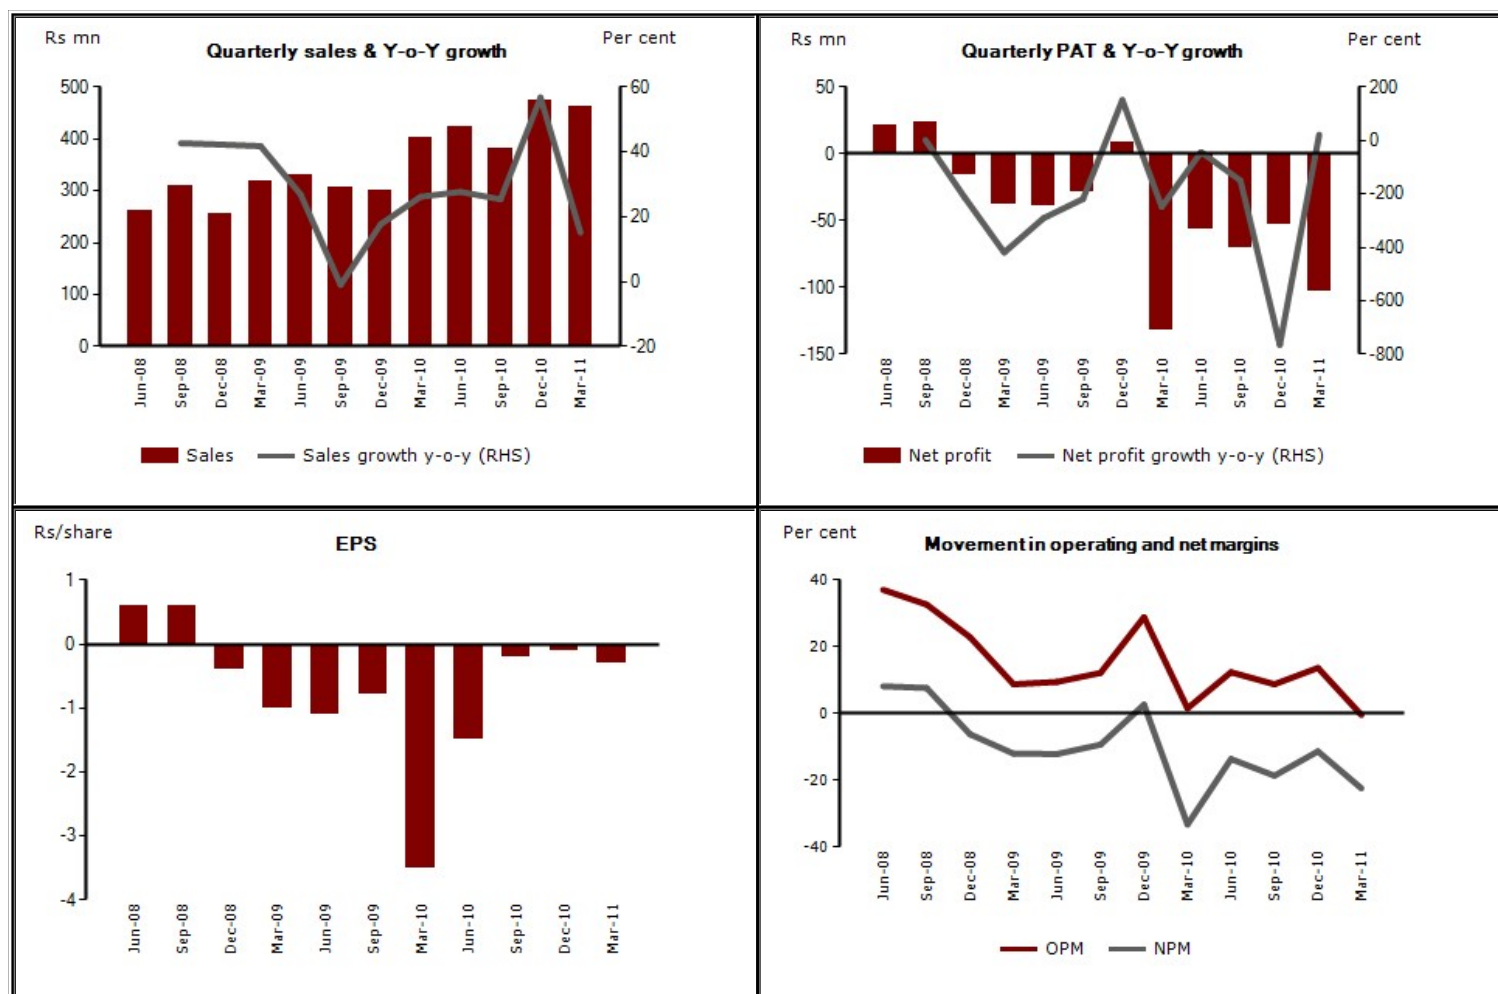 Rs mn
Quarterly sales & Y-o-Y growth
Per cent
500
400
300
200
100
0
60
40
20
0
-20
Jun-08
Sep-08
Dec-08
Mar-09
Jun-09
Sep-09
Dec-09
Mar-10
Jun-10
Sep-10
Dec-10
Mar-11
Sales
Sales growth y-o-y (RHS)
Rs mn
Quarterly PAT & Y-o-Y growth
Per cent
50
0
-50
-100
-150
200
0
-200
-400
-600
-800
Jun-08
Sep-08
Dec-08
Mar-09
Jun-09
Sep-09
Dec-09
Mar-10
Jun-10
Sep-10
Dec-10
Mar-11
Net profit
Net profit growth y-o-y (RHS)
Rs/share
EPS
1
0
-1
-2
-3
-4
Jun-08
Sep-08
Dec-08
Mar-09
Jun-09
Sep-09
Mar-10
Jun-10
Sep-10
Dec-10
Mar-11
Per cent
Movement in operating and net margins
40
20
0
-20
-40
Jun-08
Sep-08
Dec-08
Mar-09
Jun-09
Sep-09
Dec-09
Mar-10
Jun-10
Sep-10
Dec-10
Mar-11
OPM
NPM